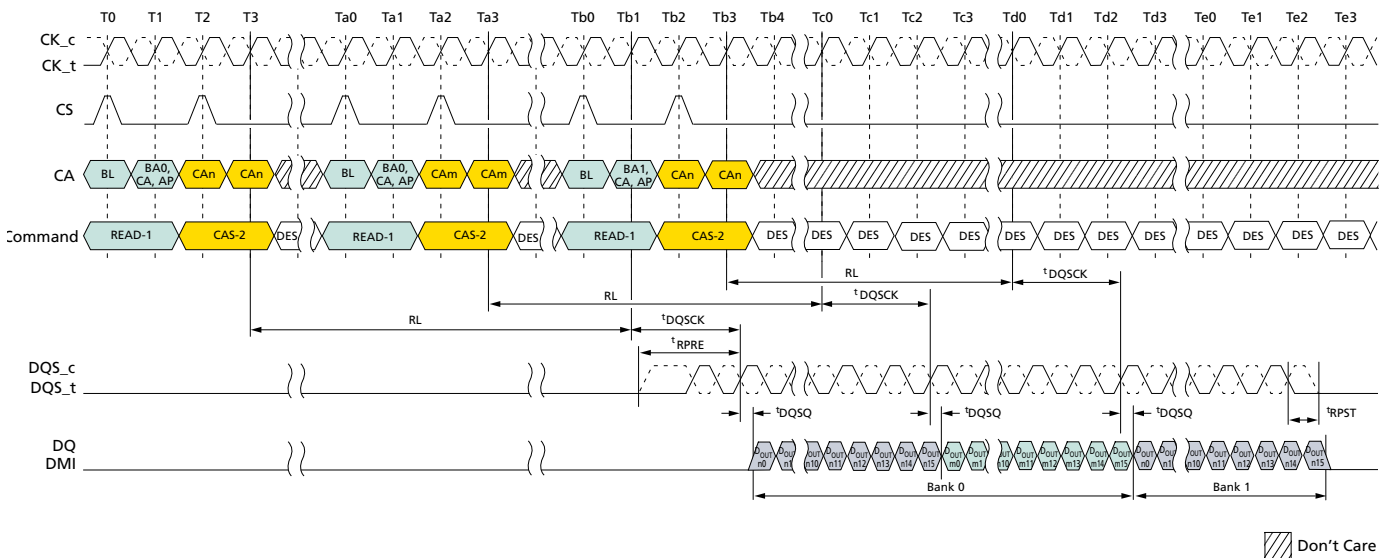 T0 T1 T2 T3 Ta0 Ta1 Ta2 Ta3 Tb0 Tb1 Tb2 Tb3 Tb4 Tc0 Tc1 Tc2 Tc3 Td0 Td1 Td2 Td3 Te0 Te1 Te2 Te3
CK_c
CK_t
CS
CA BL BA0, CA, AP CAn CAn BL BA0, CA, AP CAm CAm BL BA1, CA, AP CAn CAn
Command READ-1 CAS-2 DES READ-1 CAS-2 DES READ-1 CAS-2 DES DES DES DES DES DES DES DES DES DES DES DES DES
RL tDQSCK
RL tDQSCK
RL tDQSCK
tRPRE
DQS_c
DQS_t
tDQSQ tDQSQ tDQSQ tRPST
DQ
DMI
DOUT n0 DOUT n1 DOUT n10 DOUT n11 DOUT n12 DOUT n13 DOUT n14 DOUT n15 DOUT m0 DOUT m1 DOUT m10 DOUT m11 DOUT m12 DOUT m13 DOUT m14 DOUT m15 DOUT n0 DOUT n1 DOUT n10 DOUT n11 DOUT n12 DOUT n13 DOUT n14 DOUT n15
Bank 0 Bank 1
Don't Care